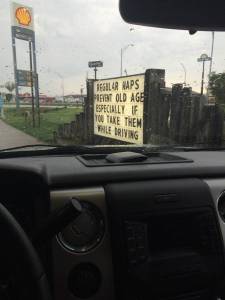 REGULAR NAPS
PREVENT OLD AGE
ESPECIALLY IF
YOU TAKE THEM
WHILE DRIVING